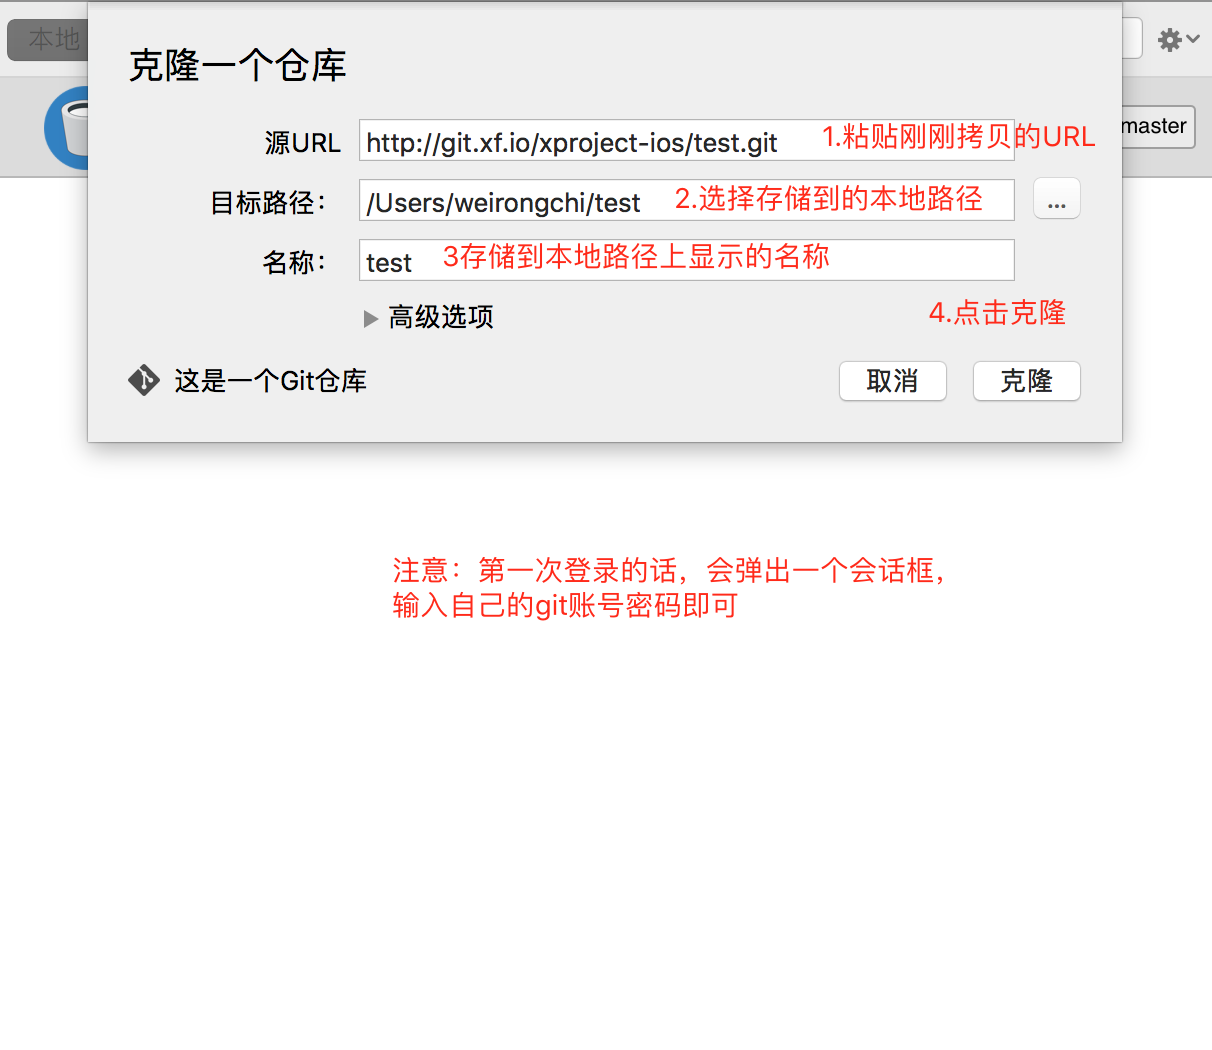 本地
克隆一个仓库
源URL http://git.xf.io/xproject-ios/test.git 1.粘贴刚刚拷贝的URL
master
目标路径： /Users/weirongchi/test 2.选择存储到的本地路径 ...
名称： test 3存储到本地路径上显示的名称
高级选项 4.点击克隆
这是一个Git仓库 取消 克隆
注意：第一次登录的话，会弹出一个会话框，
输入自己的git账号密码即可